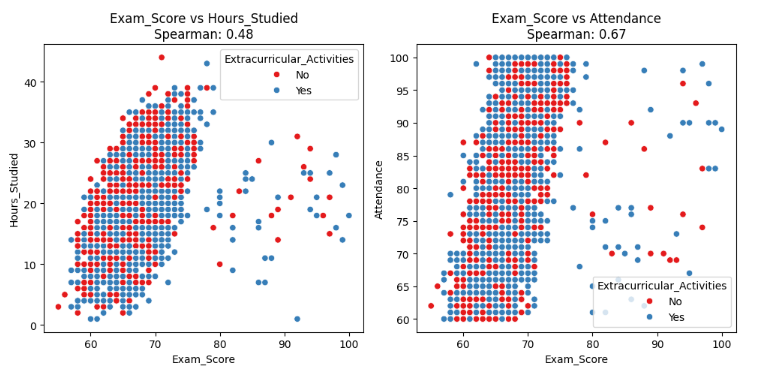 Exam_Score vs Hours_Studied
Spearman: 0.48
Extracurricular_Activities
No
Yes
40
30
20
10
0
Hours_Studied
60 70 80 90 100
Exam_Score
Exam_Score vs Attendance
Spearman: 0.67
100
95
90
85
80
75
70
65
60
Attendance
Extracurricular_Activities
No
Yes
60 70 80 90 100
Exam_Score